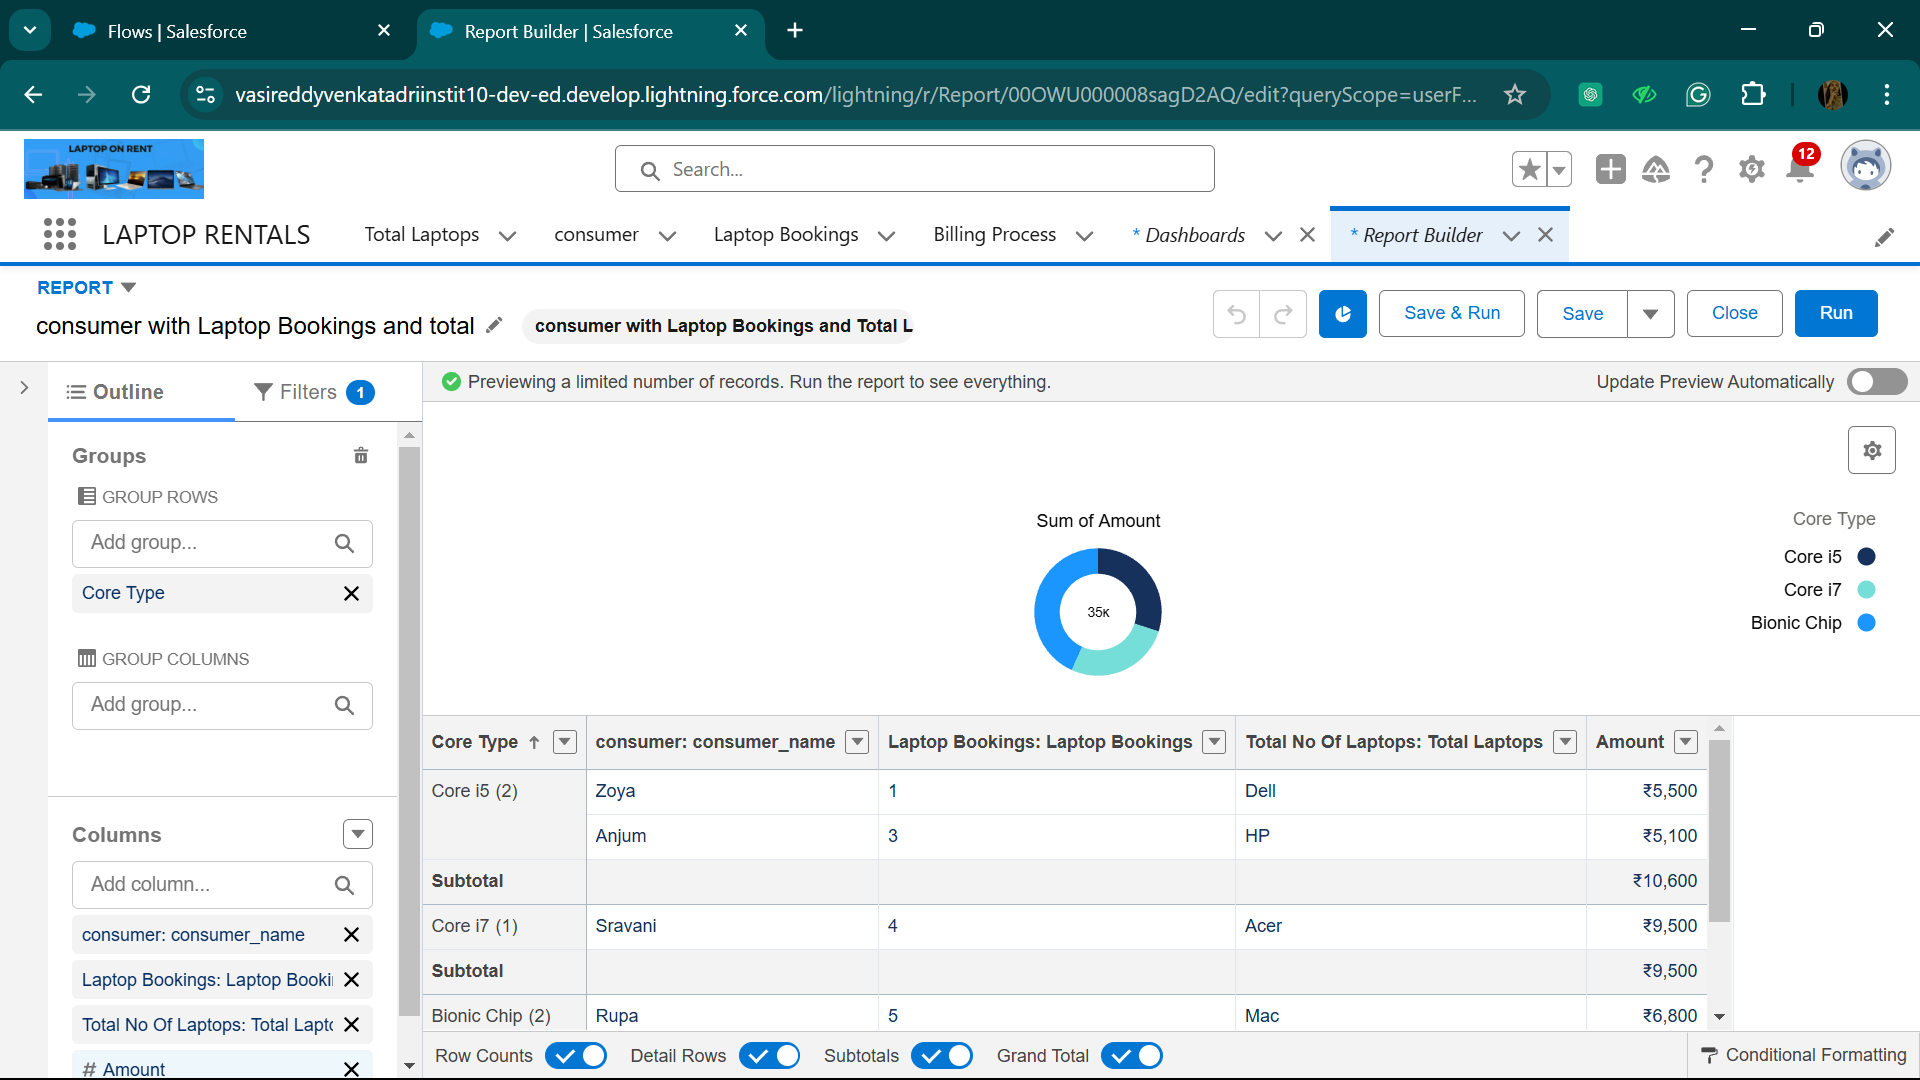 Flows | Salesforce
Report Builder | Salesforce
vasireddyvenkatadriinstit10-dev-ed.develop.lightning.force.com/lightning/r/Report/00OWU000008sagD2AQ/edit?queryScope=userF...
LAPTOP ON RENT
Search...
12
LAPTOP RENTALS
Total Laptops
consumer
Laptop Bookings
Billing Process
* Dashboards
* Report Builder
REPORT
consumer with Laptop Bookings and total
consumer with Laptop Bookings and Total L
Save & Run
Save
Close
Run
Outline
Filters 1
Previewing a limited number of records. Run the report to see everything.
Update Preview Automatically
Groups
GROUP ROWS
Add group...
Core Type
GROUP COLUMNS
Add group...
Columns
Add column...
consumer: consumer_name
Laptop Bookings: Laptop Booki
Total No Of Laptops: Total Lapto
# Amount
Sum of Amount
35K
Core Type
Core i5
Core i7
Bionic Chip
Core Type ↑ consumer: consumer_name Laptop Bookings: Laptop Bookings Total No Of Laptops: Total Laptops Amount
Core i5 (2) Zoya 1 Dell ₹5,500
Anjum 3 HP ₹5,100
Subtotal ₹10,600
Core i7 (1) Sravani 4 Acer ₹9,500
Subtotal ₹9,500
Bionic Chip (2) Rupa 5 Mac ₹6,800
Row Counts
Detail Rows
Subtotals
Grand Total
Conditional Formatting